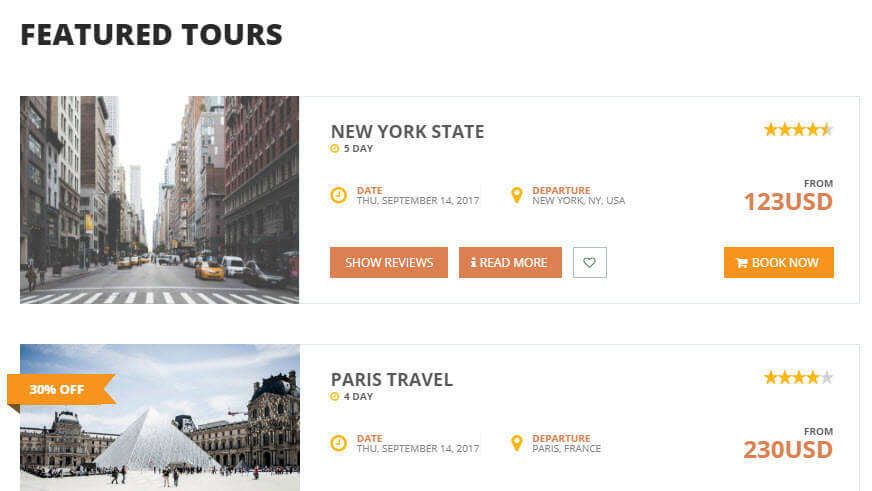 FEATURED TOURS
NEW YORK STATE
5 DAY
DATE
THU, SEPTEMBER 14, 2017
DEPARTURE
NEW YORK, NY, USA
FROM
123USD
SHOW REVIEWS
READ MORE
BOOK NOW
30% OFF
PARIS TRAVEL
4 DAY
DATE
THU, SEPTEMBER 14, 2017
DEPARTURE
PARIS, FRANCE
FROM
230USD